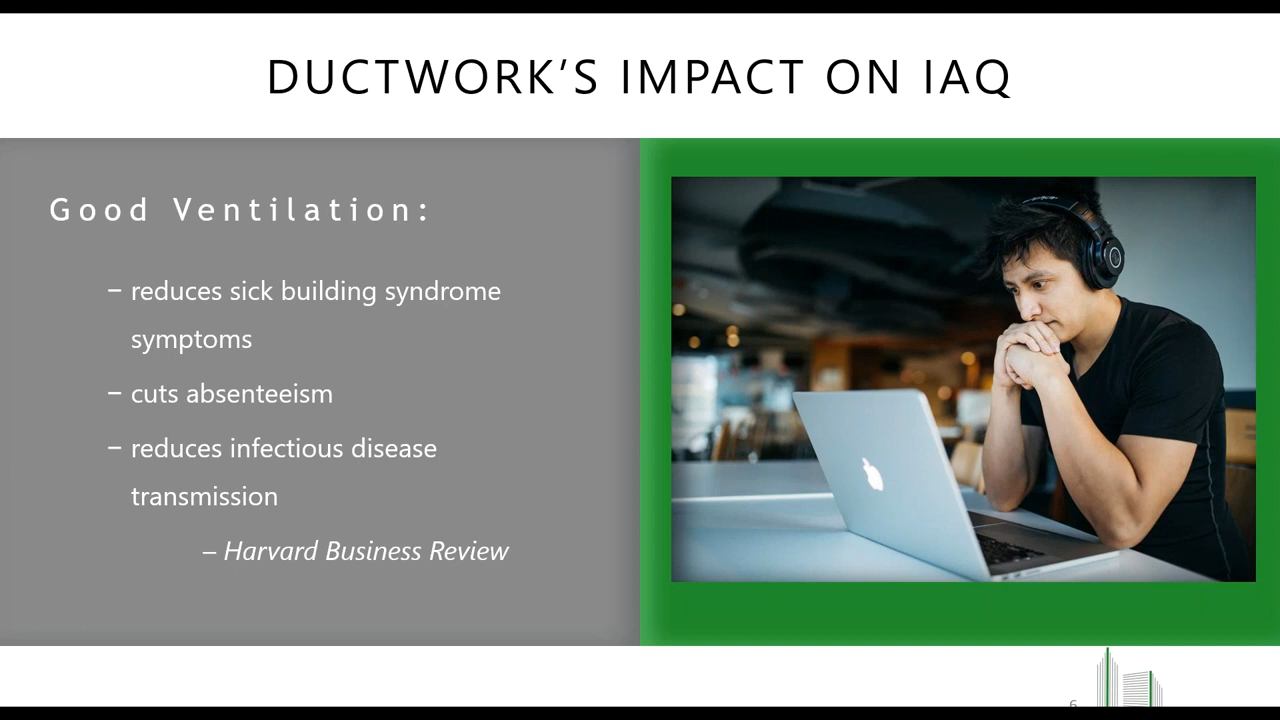 DUCTWORK’S IMPACT ON IAQ
Good Ventilation:
– reduces sick building syndrome
symptoms
– cuts absenteeism
– reduces infectious disease
transmission
– Harvard Business Review
6